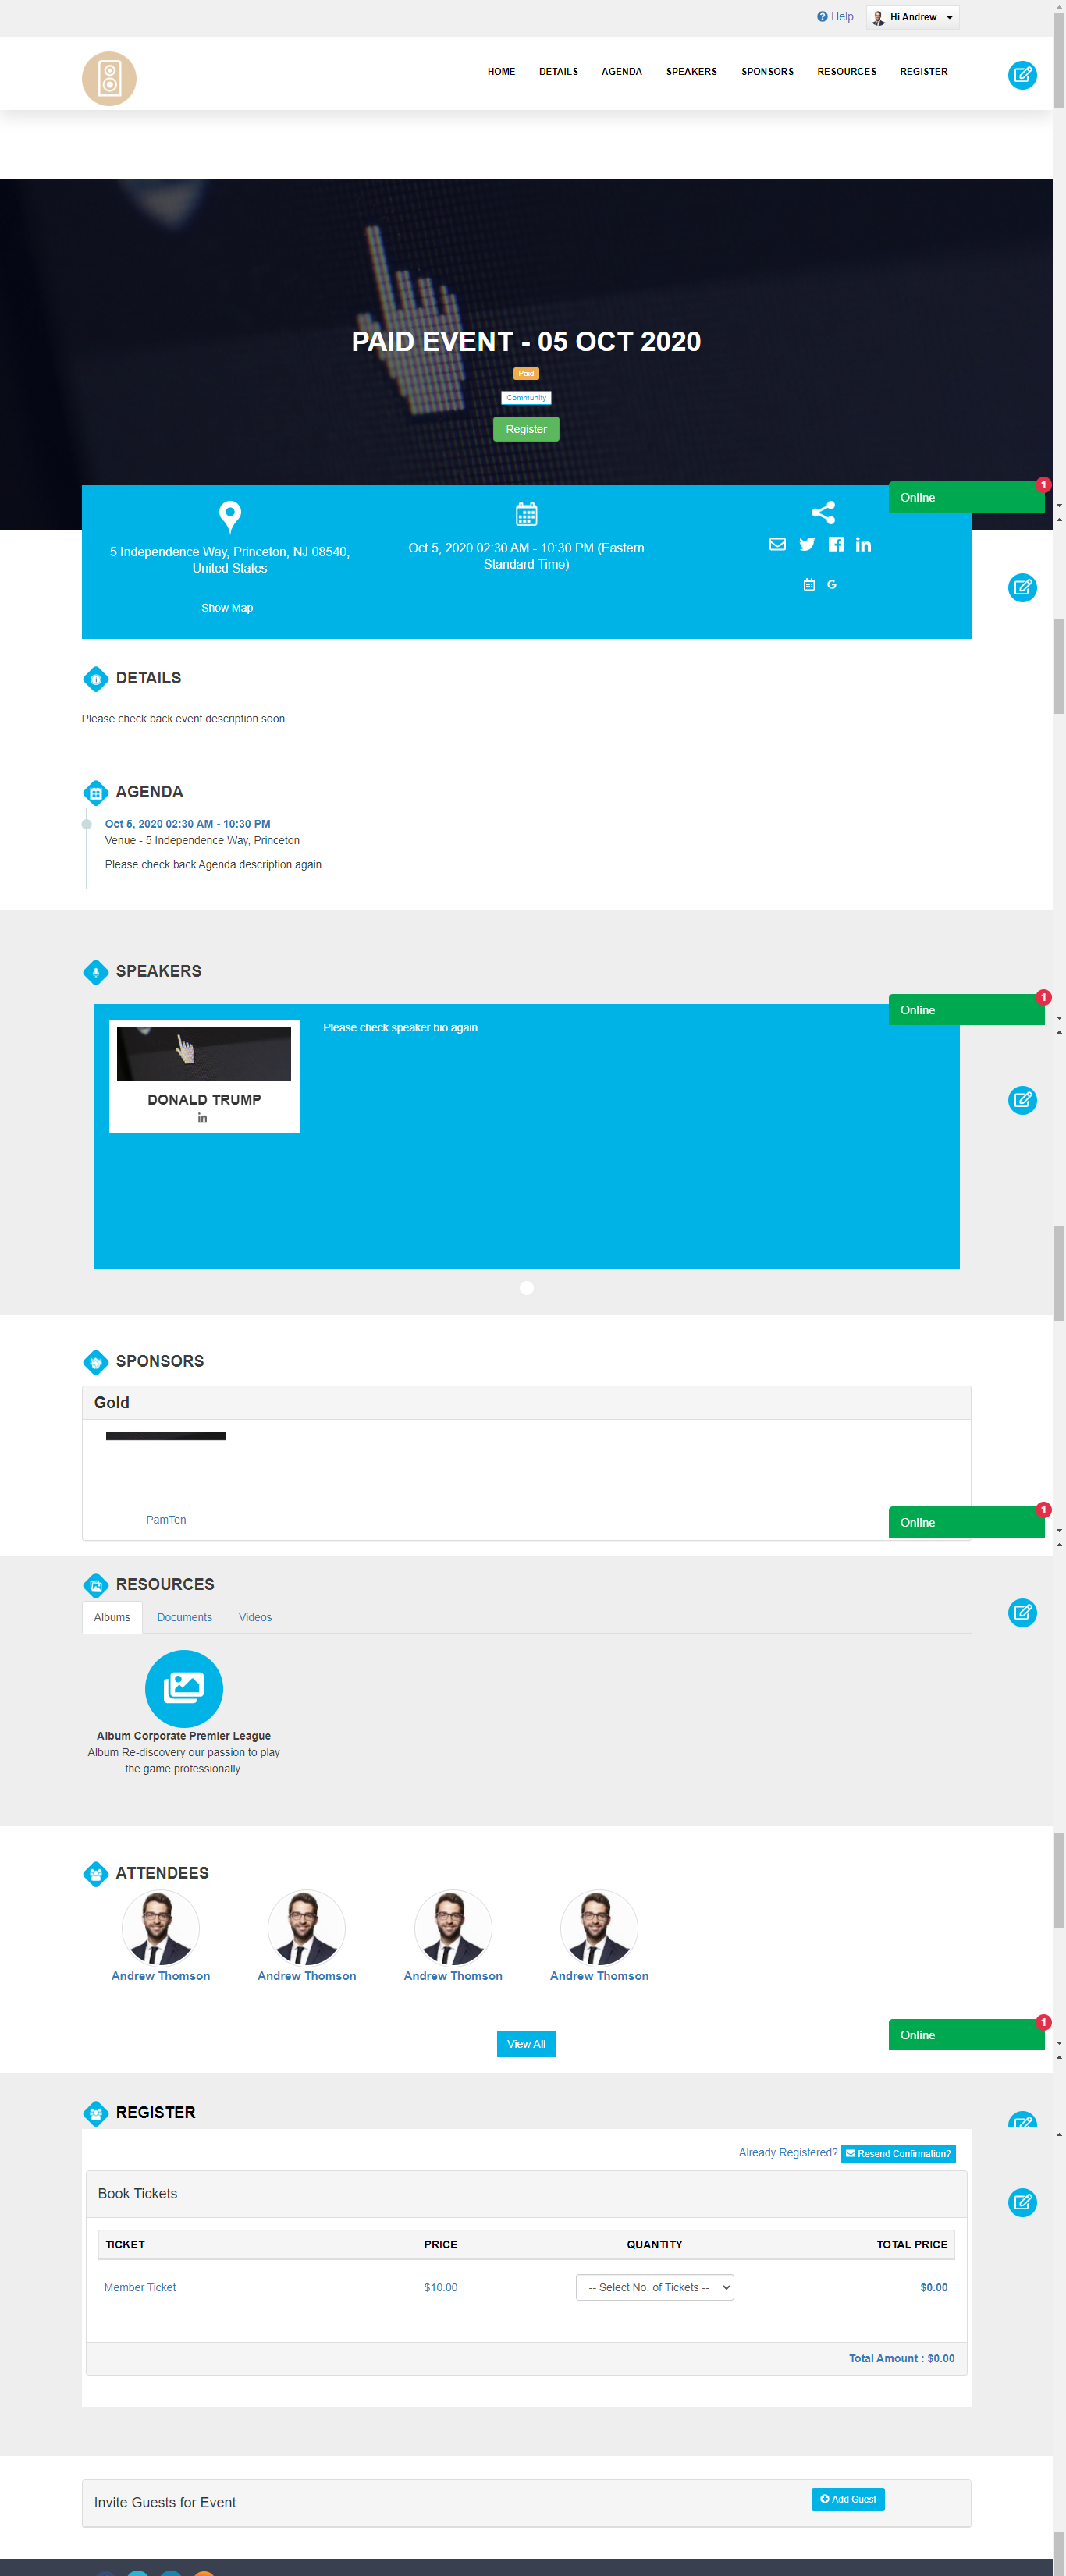 Help
Hi Andrew
HOME DETAILS AGENDA SPEAKERS SPONSORS RESOURCES REGISTER
PAID EVENT - 05 OCT 2020
Paid
Community
Register
Online
1
5 Independence Way, Princeton, NJ 08540,
United States
Show Map
Oct 5, 2020 02:30 AM - 10:30 PM (Eastern
Standard Time)
DETAILS
Please check back event description soon
AGENDA
Oct 5, 2020 02:30 AM - 10:30 PM
Venue - 5 Independence Way, Princeton
Please check back Agenda description again
SPEAKERS
Online
1
Please check speaker bio again
DONALD TRUMP
SPONSORS
Gold
PamTen
Online
1
RESOURCES
Albums Documents Videos
Album Corporate Premier League
Album Re-discovery our passion to play
the game professionally.
ATTENDEES
Andrew Thomson Andrew Thomson Andrew Thomson Andrew Thomson
View All
Online
1
REGISTER
Already Registered? Resend Confirmation?
Book Tickets
TICKET PRICE QUANTITY TOTAL PRICE
Member Ticket $10.00 -- Select No. of Tickets -- $0.00
Total Amount : $0.00
Invite Guests for Event
Add Guest